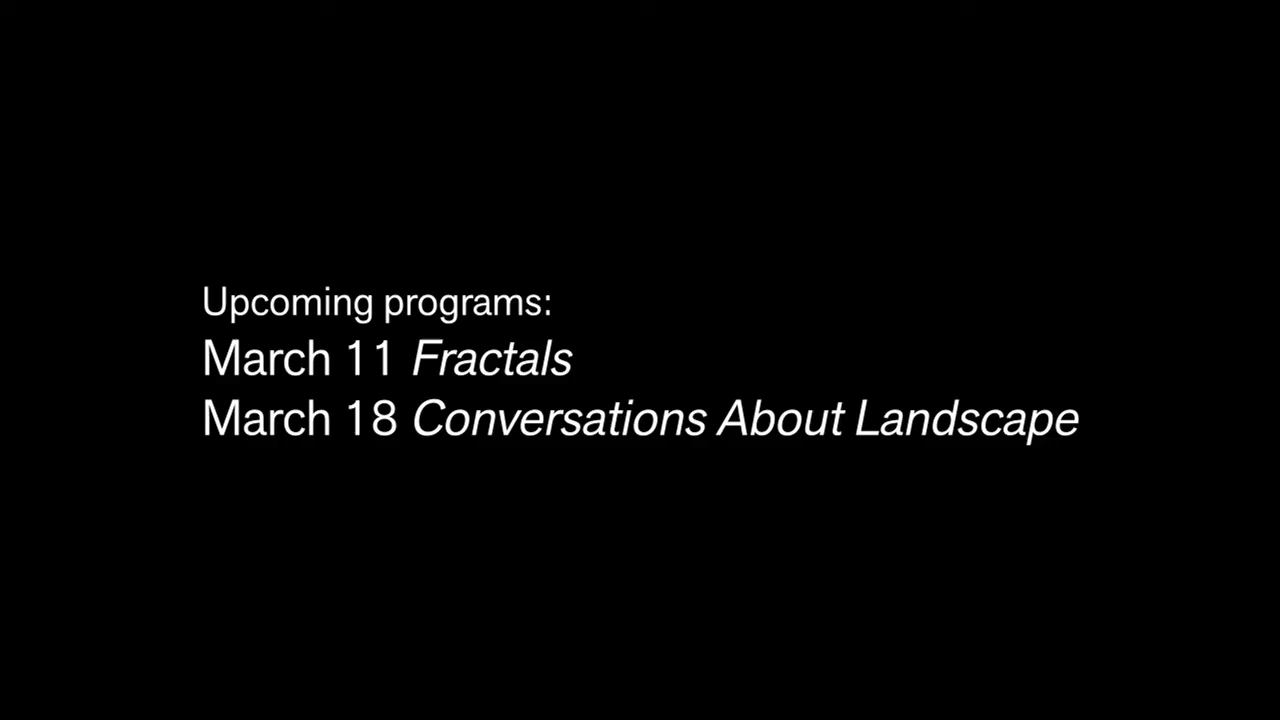 Upcoming programs:
March 11 Fractals
March 18 Conversations About Landscape